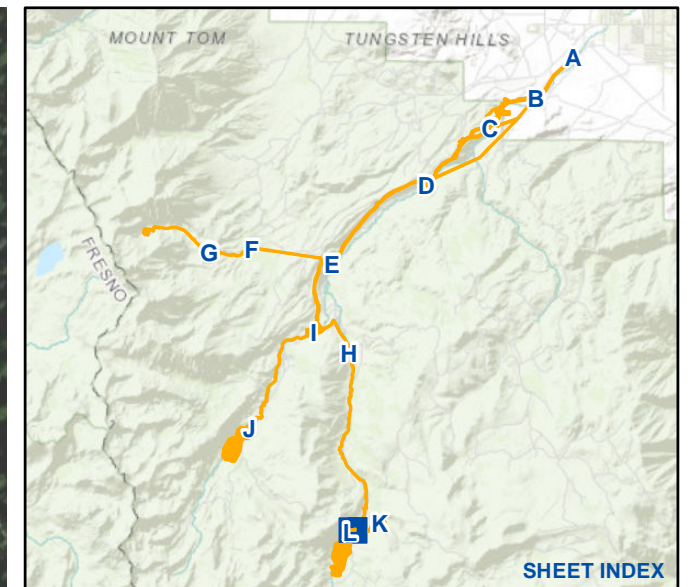 MOUNT TOM
TUNGSTEN HILLS
A
B
C
D
E
F
G
FRESNO
I
H
J
K
L
SHEET INDEX